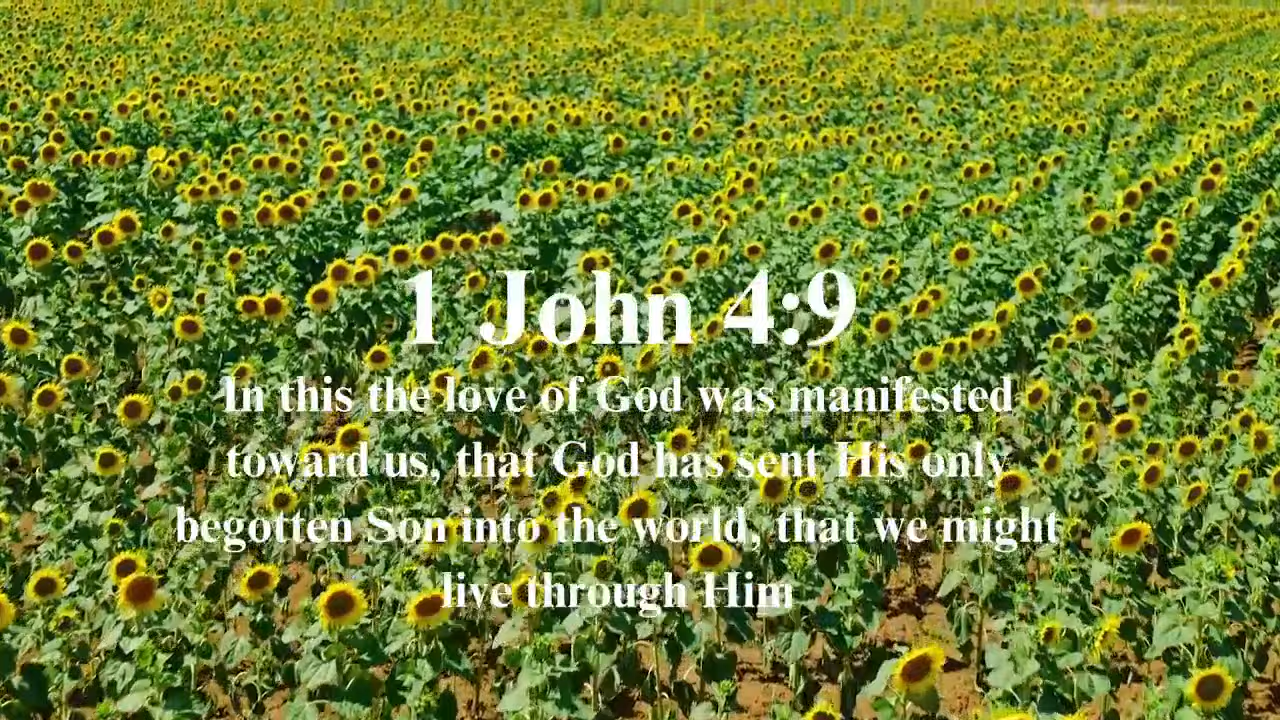 1 John 4:9
In this the love of God was manifested
toward us, that God has sent His only
begotten Son into the world, that we might
live through Him